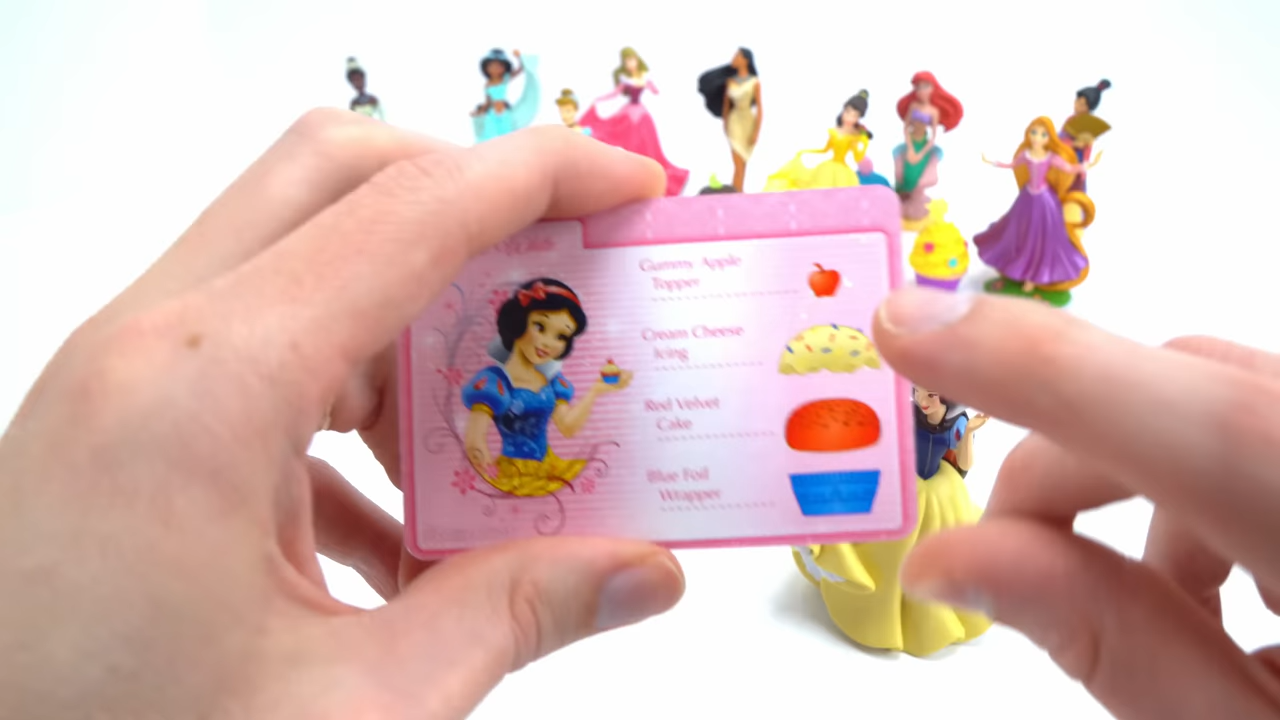 Gummy Apple
Topper
Cream Cheese
Icing
Red Velvet
Cake
Blue Foil
Wrapper